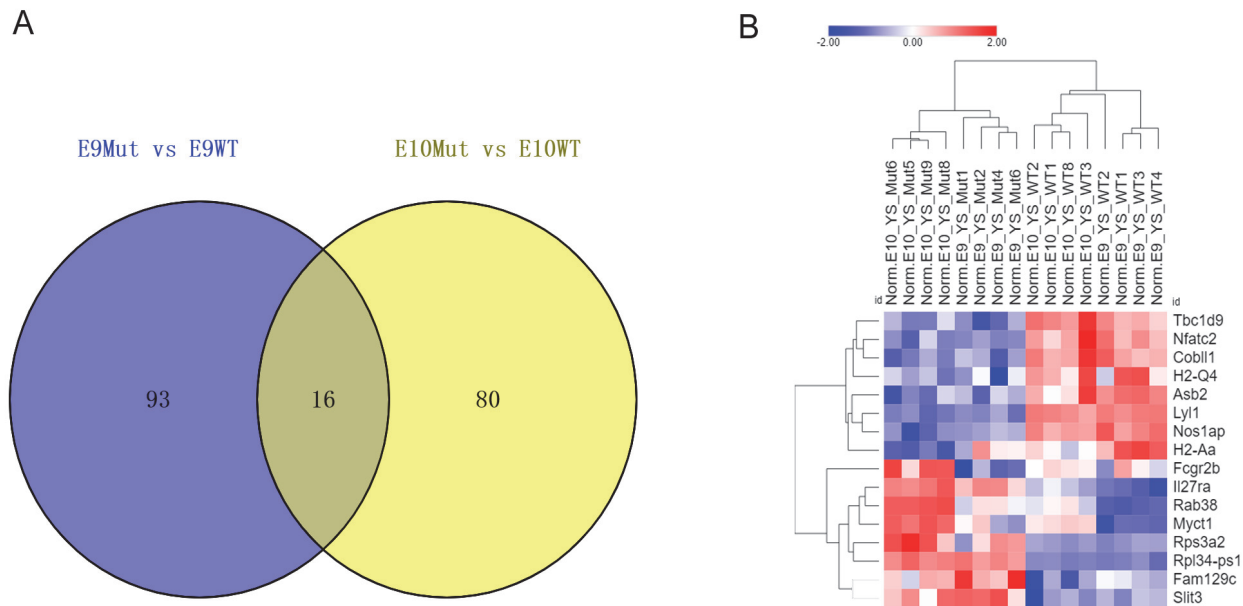 A
E9Mut vs E9WT
E10Mut vs E10WT
93
16
80
B
-2.00 0.00 2.00
id
Norm.E10_YS_Mut6
Norm.E10_YS_Mut5
Norm.E10_YS_Mut9
Norm.E10_YS_Mut8
Norm.E9_YS_Mut1
Norm.E9_YS_Mut2
Norm.E9_YS_Mut4
Norm.E9_YS_Mut6
Norm.E10_YS_WT2
Norm.E10_YS_WT1
Norm.E10_YS_WT8
Norm.E10_YS_WT3
Norm.E9_YS_WT2
Norm.E9_YS_WT1
Norm.E9_YS_WT3
Norm.E9_YS_WT4
id
Tbc1d9
Nfatc2
Cobll1
H2-Q4
Asb2
Lyl1
Nos1ap
H2-Aa
Fcgr2b
Il27ra
Rab38
Myct1
Rps3a2
Rpl34-ps1
Fam129c
Slit3